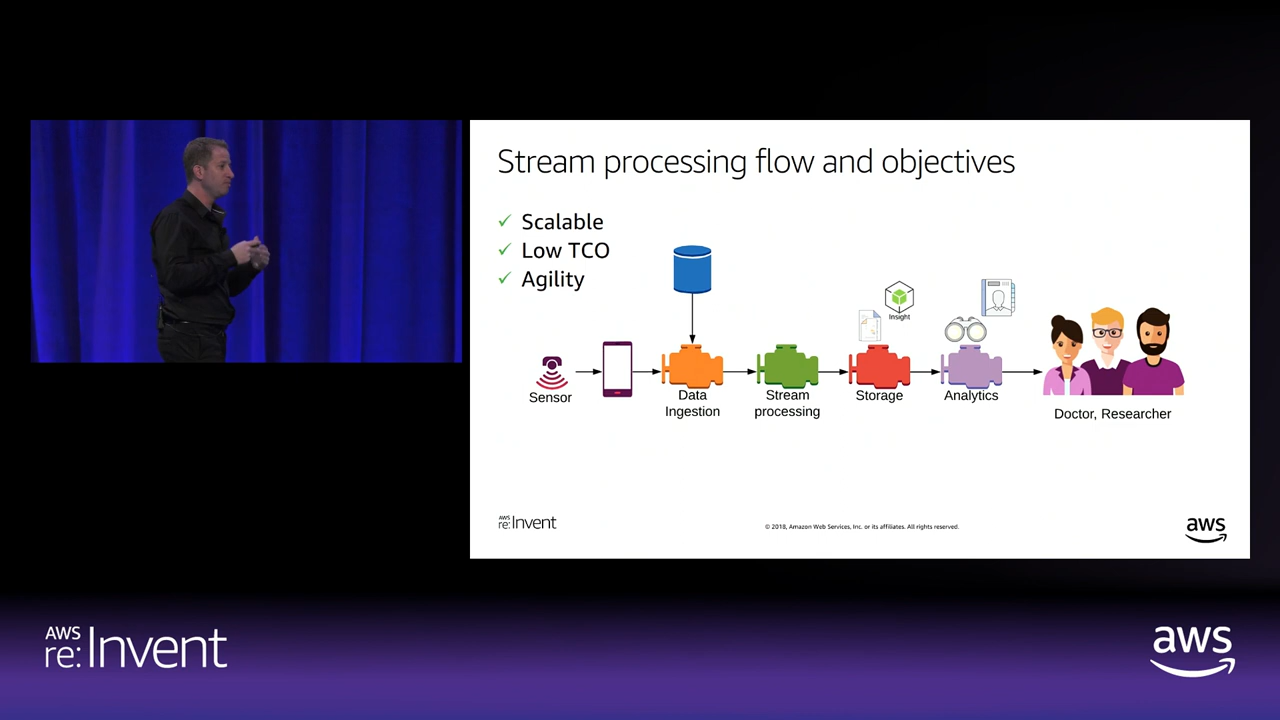 Stream processing flow and objectives
✓ Scalable
✓ Low TCO
✓ Agility
Insight
Sensor
Data
Ingestion
Stream
processing
Storage
Analytics
Doctor, Researcher
AWS
re:Invent
© 2018, Amazon Web Services, Inc. or its affiliates. All rights reserved.
aws
AWS
re:Invent
aws